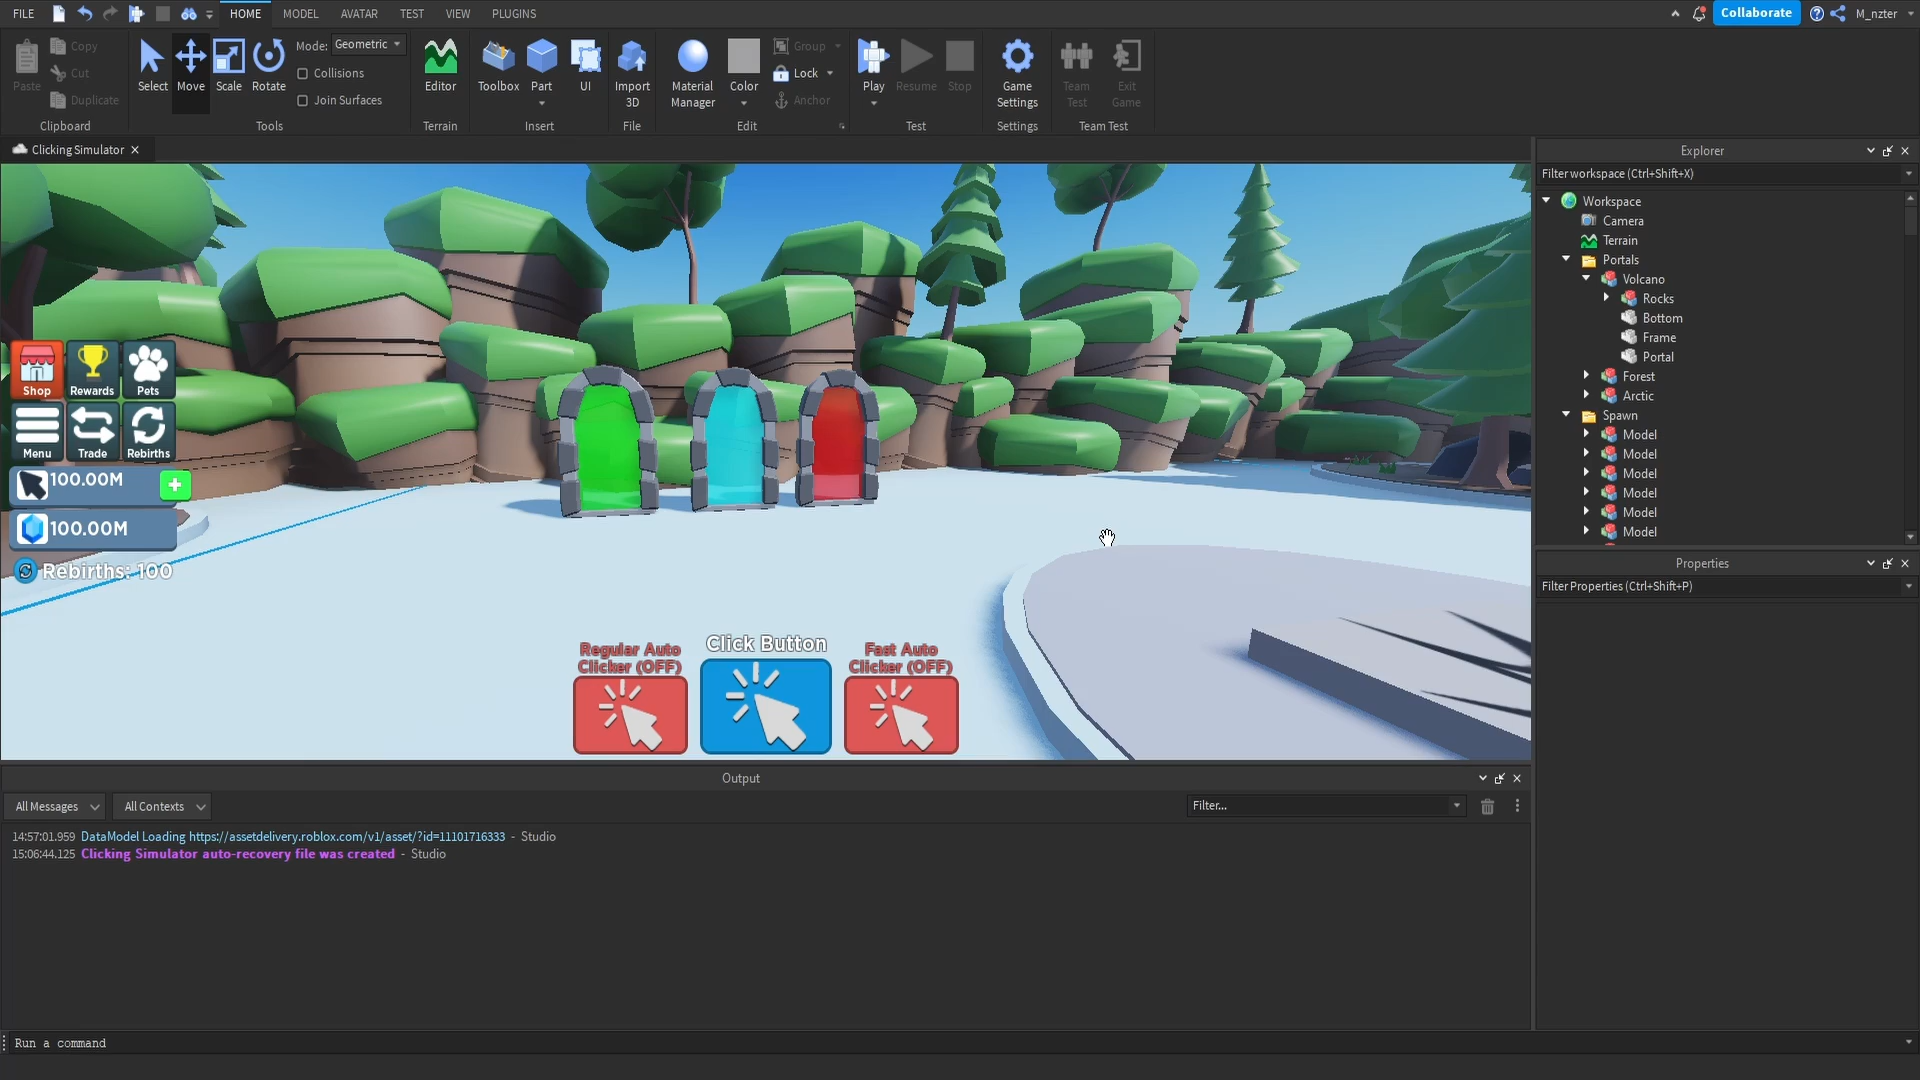 FILE HOME MODEL AVATAR TEST VIEW PLUGINS Collaborate M_nzter
Paste Copy Cut Duplicate Clipboard
Select Move Scale Rotate Mode: Geometric Collisions Join Surfaces Tools
Editor Terrain
Toolbox Part UI Insert
Import 3D File
Material Manager Color Group Lock Anchor Edit
Play Resume Stop Test
Game Settings Settings
Team Test Exit Game Team Test
Clicking Simulator
Shop Rewards Pets
Menu Trade Rebirths
100.00M +
100.00M
Rebirths: 100
Regular Auto
Clicker (OFF)
Click Button
Fast Auto
Clicker (OFF)
Explorer
Filter workspace (Ctrl+Shift+X)
Workspace
Camera
Terrain
Portals
Volcano
Rocks
Bottom
Frame
Portal
Forest
Arctic
Spawn
Model
Model
Model
Model
Model
Model
Properties
Filter Properties (Ctrl+Shift+P)
Output
All Messages All Contexts Filter...
14:57:01.959 DataModel Loading https://assetdelivery.roblox.com/v1/asset/?id=11101716333 - Studio
15:06:44.125 Clicking Simulator auto-recovery file was created - Studio
Run a command